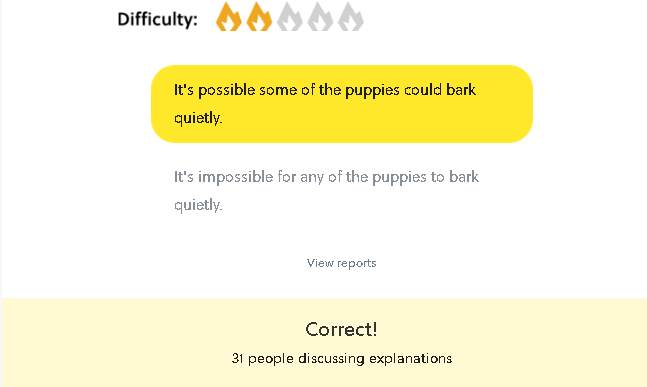 Difficulty:
It's possible some of the puppies could bark
quietly.
It's impossible for any of the puppies to bark
quietly.
View reports
Correct!
31 people discussing explanations